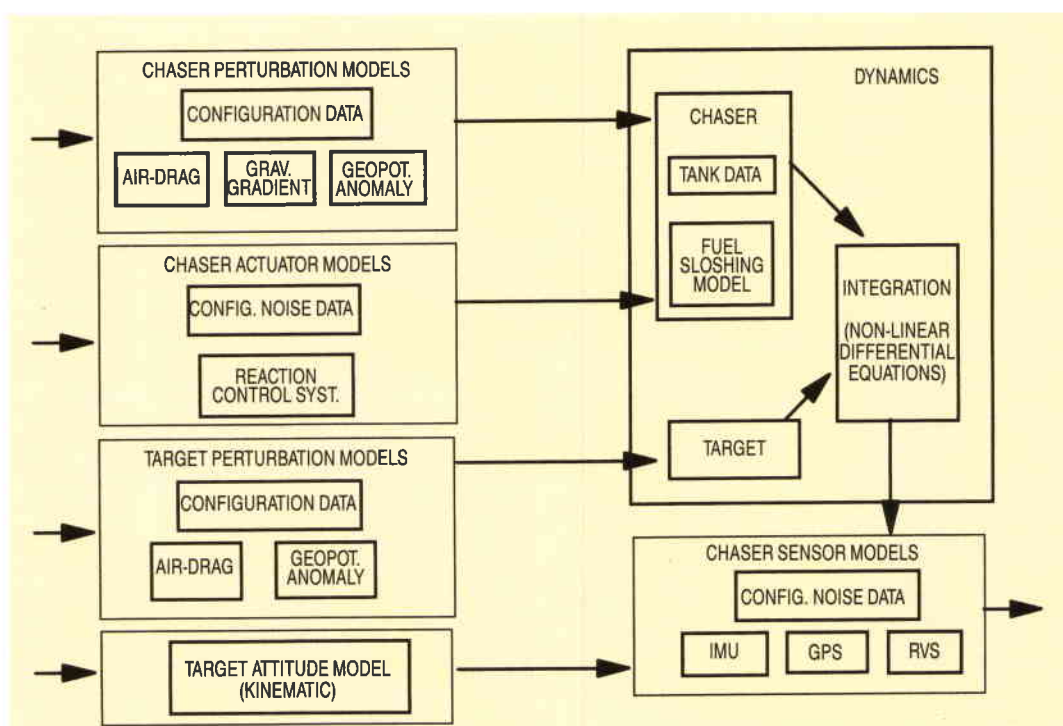 CHASER PERTURBATION MODELS
CONFIGURATION DATA
AIR-DRAG
GRAV.
GRADIENT
GEOPOT.
ANOMALY
CHASER ACTUATOR MODELS
CONFIG. NOISE DATA
REACTION
CONTROL SYST.
TARGET PERTURBATION MODELS
CONFIGURATION DATA
AIR-DRAG
GEOPOT.
ANOMALY
TARGET ATTITUDE MODEL
(KINEMATIC)
DYNAMICS
CHASER
TANK DATA
FUEL
SLOSHING
MODEL
INTEGRATION
(NON-LINEAR
DIFFERENTIAL
EQUATIONS)
TARGET
CHASER SENSOR MODELS
CONFIG. NOISE DATA
IMU
GPS
RVS